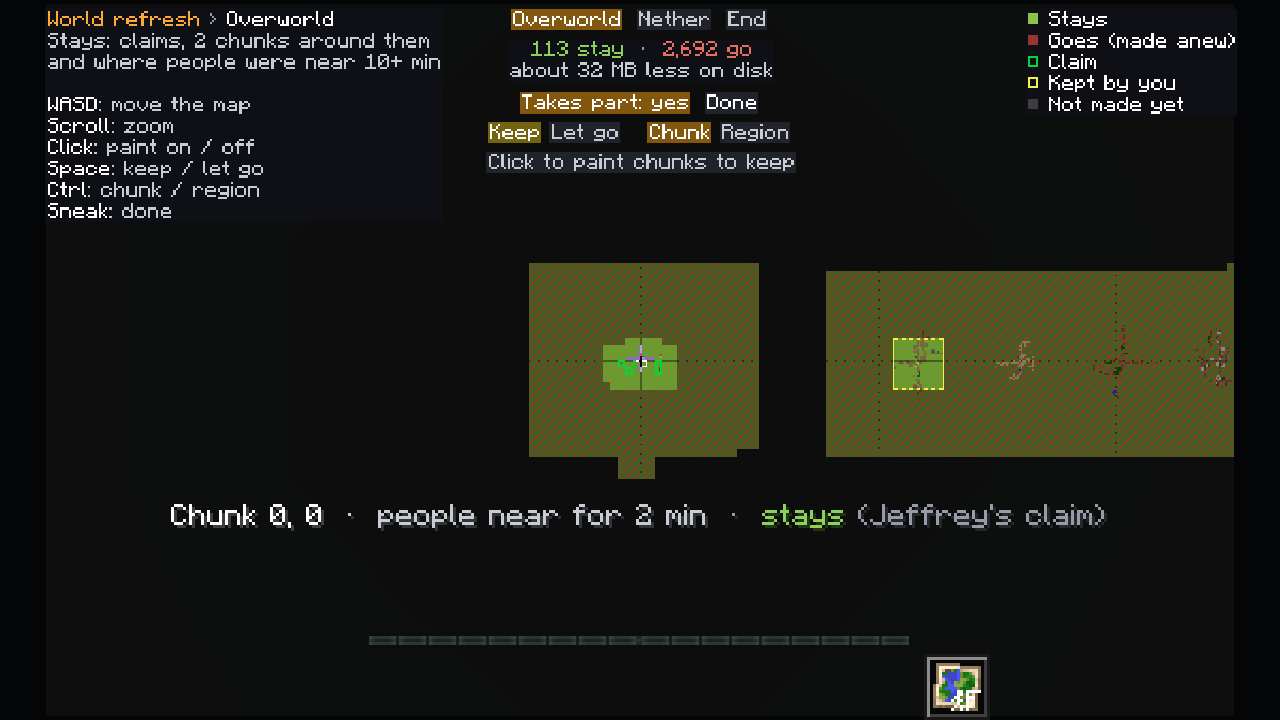 World refresh > Overworld
Stays: claims, 2 chunks around them
and where people were near 10+ min
WASD: move the map
Scroll: zoom
Click: paint on / off
Space: keep / let go
Ctrl: chunk / region
Sneak: done
Overworld Nether End
113 stay · 2,692 go
about 32 MB less on disk
Takes part: yes Done
Keep Let go Chunk Region
Click to paint chunks to keep
Stays
Goes (made anew)
Claim
Kept by you
Not made yet
Chunk 0, 0 · people near for 2 min · stays (Jeffrey's claim)